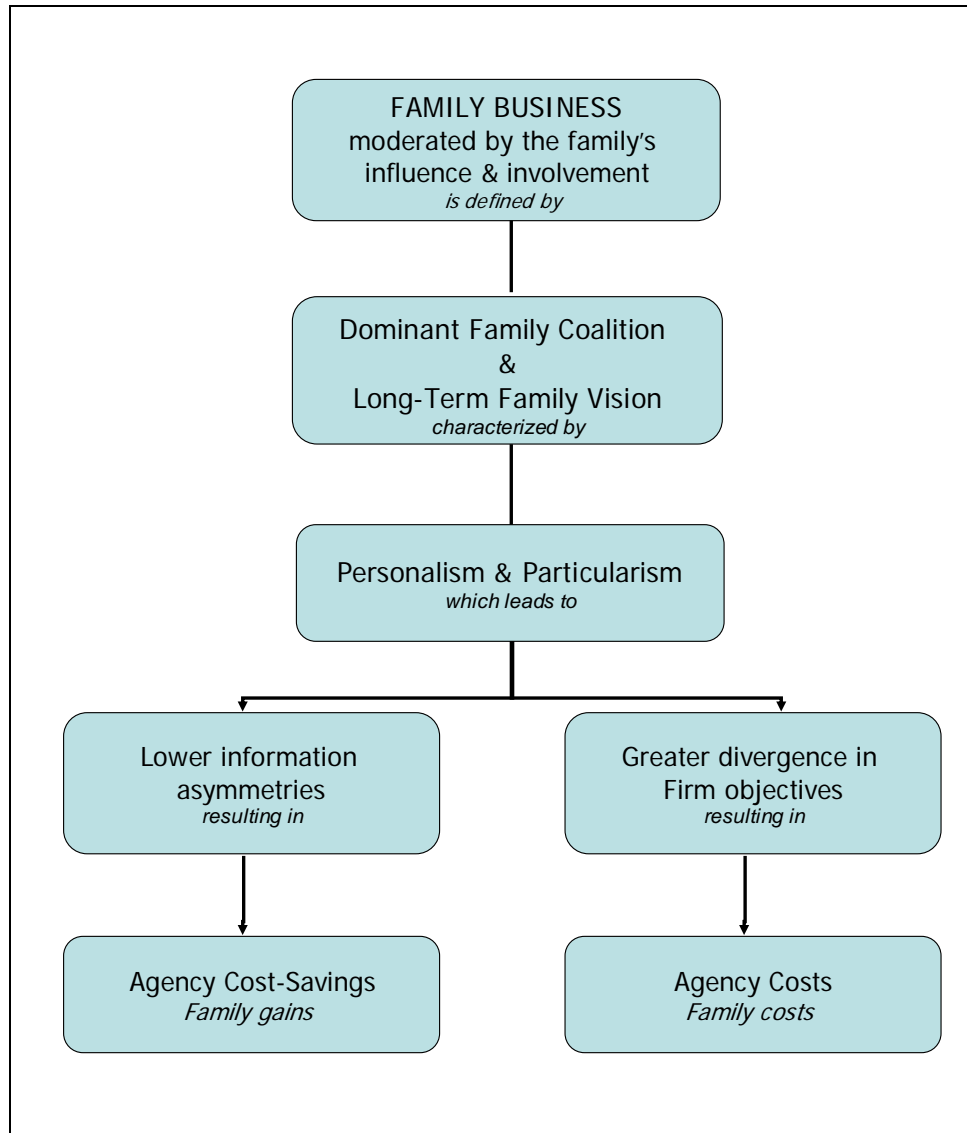 FAMILY BUSINESS
moderated by the family's
influence & involvement
is defined by
Dominant Family Coalition
&
Long-Term Family Vision
characterized by
Personalism & Particularism
which leads to
Lower information
asymmetries
resulting in
Greater divergence in
Firm objectives
resulting in
Agency Cost-Savings
Family gains
Agency Costs
Family costs